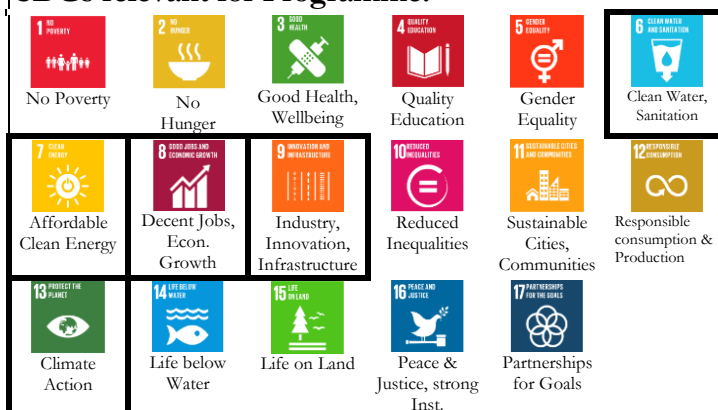 SDGs relevant for Programme:
1 NO POVERTY
2 NO HUNGER
3 GOOD HEALTH
4 QUALITY EDUCATION
5 GENDER EQUALITY
6 CLEAN WATER AND SANITATION
No Poverty
No
Hunger
Good Health,
Wellbeing
Quality
Education
Gender
Equality
Clean Water,
Sanitation
7 CLEAN ENERGY
8 GOOD JOBS AND ECONOMIC GROWTH
9 INNOVATION AND INFRASTRUCTURE
10 REDUCED INEQUALITIES
11 SUSTAINABLE CITIES AND COMMUNITIES
12 RESPONSIBLE CONSUMPTION
Affordable
Clean Energy
Decent Jobs,
Econ.
Growth
Industry,
Innovation,
Infrastructure
Reduced
Inequalities
Sustainable
Cities,
Communities
Responsible
consumption &
Production
13 PROTECT THE PLANET
14 LIFE BELOW WATER
15 LIFE ON LAND
16 PEACE AND JUSTICE
17 PARTNERSHIPS FOR THE GOALS
Climate
Action
Life below
Water
Life on Land
Peace &
Justice, strong
Inst.
Partnerships
for Goals